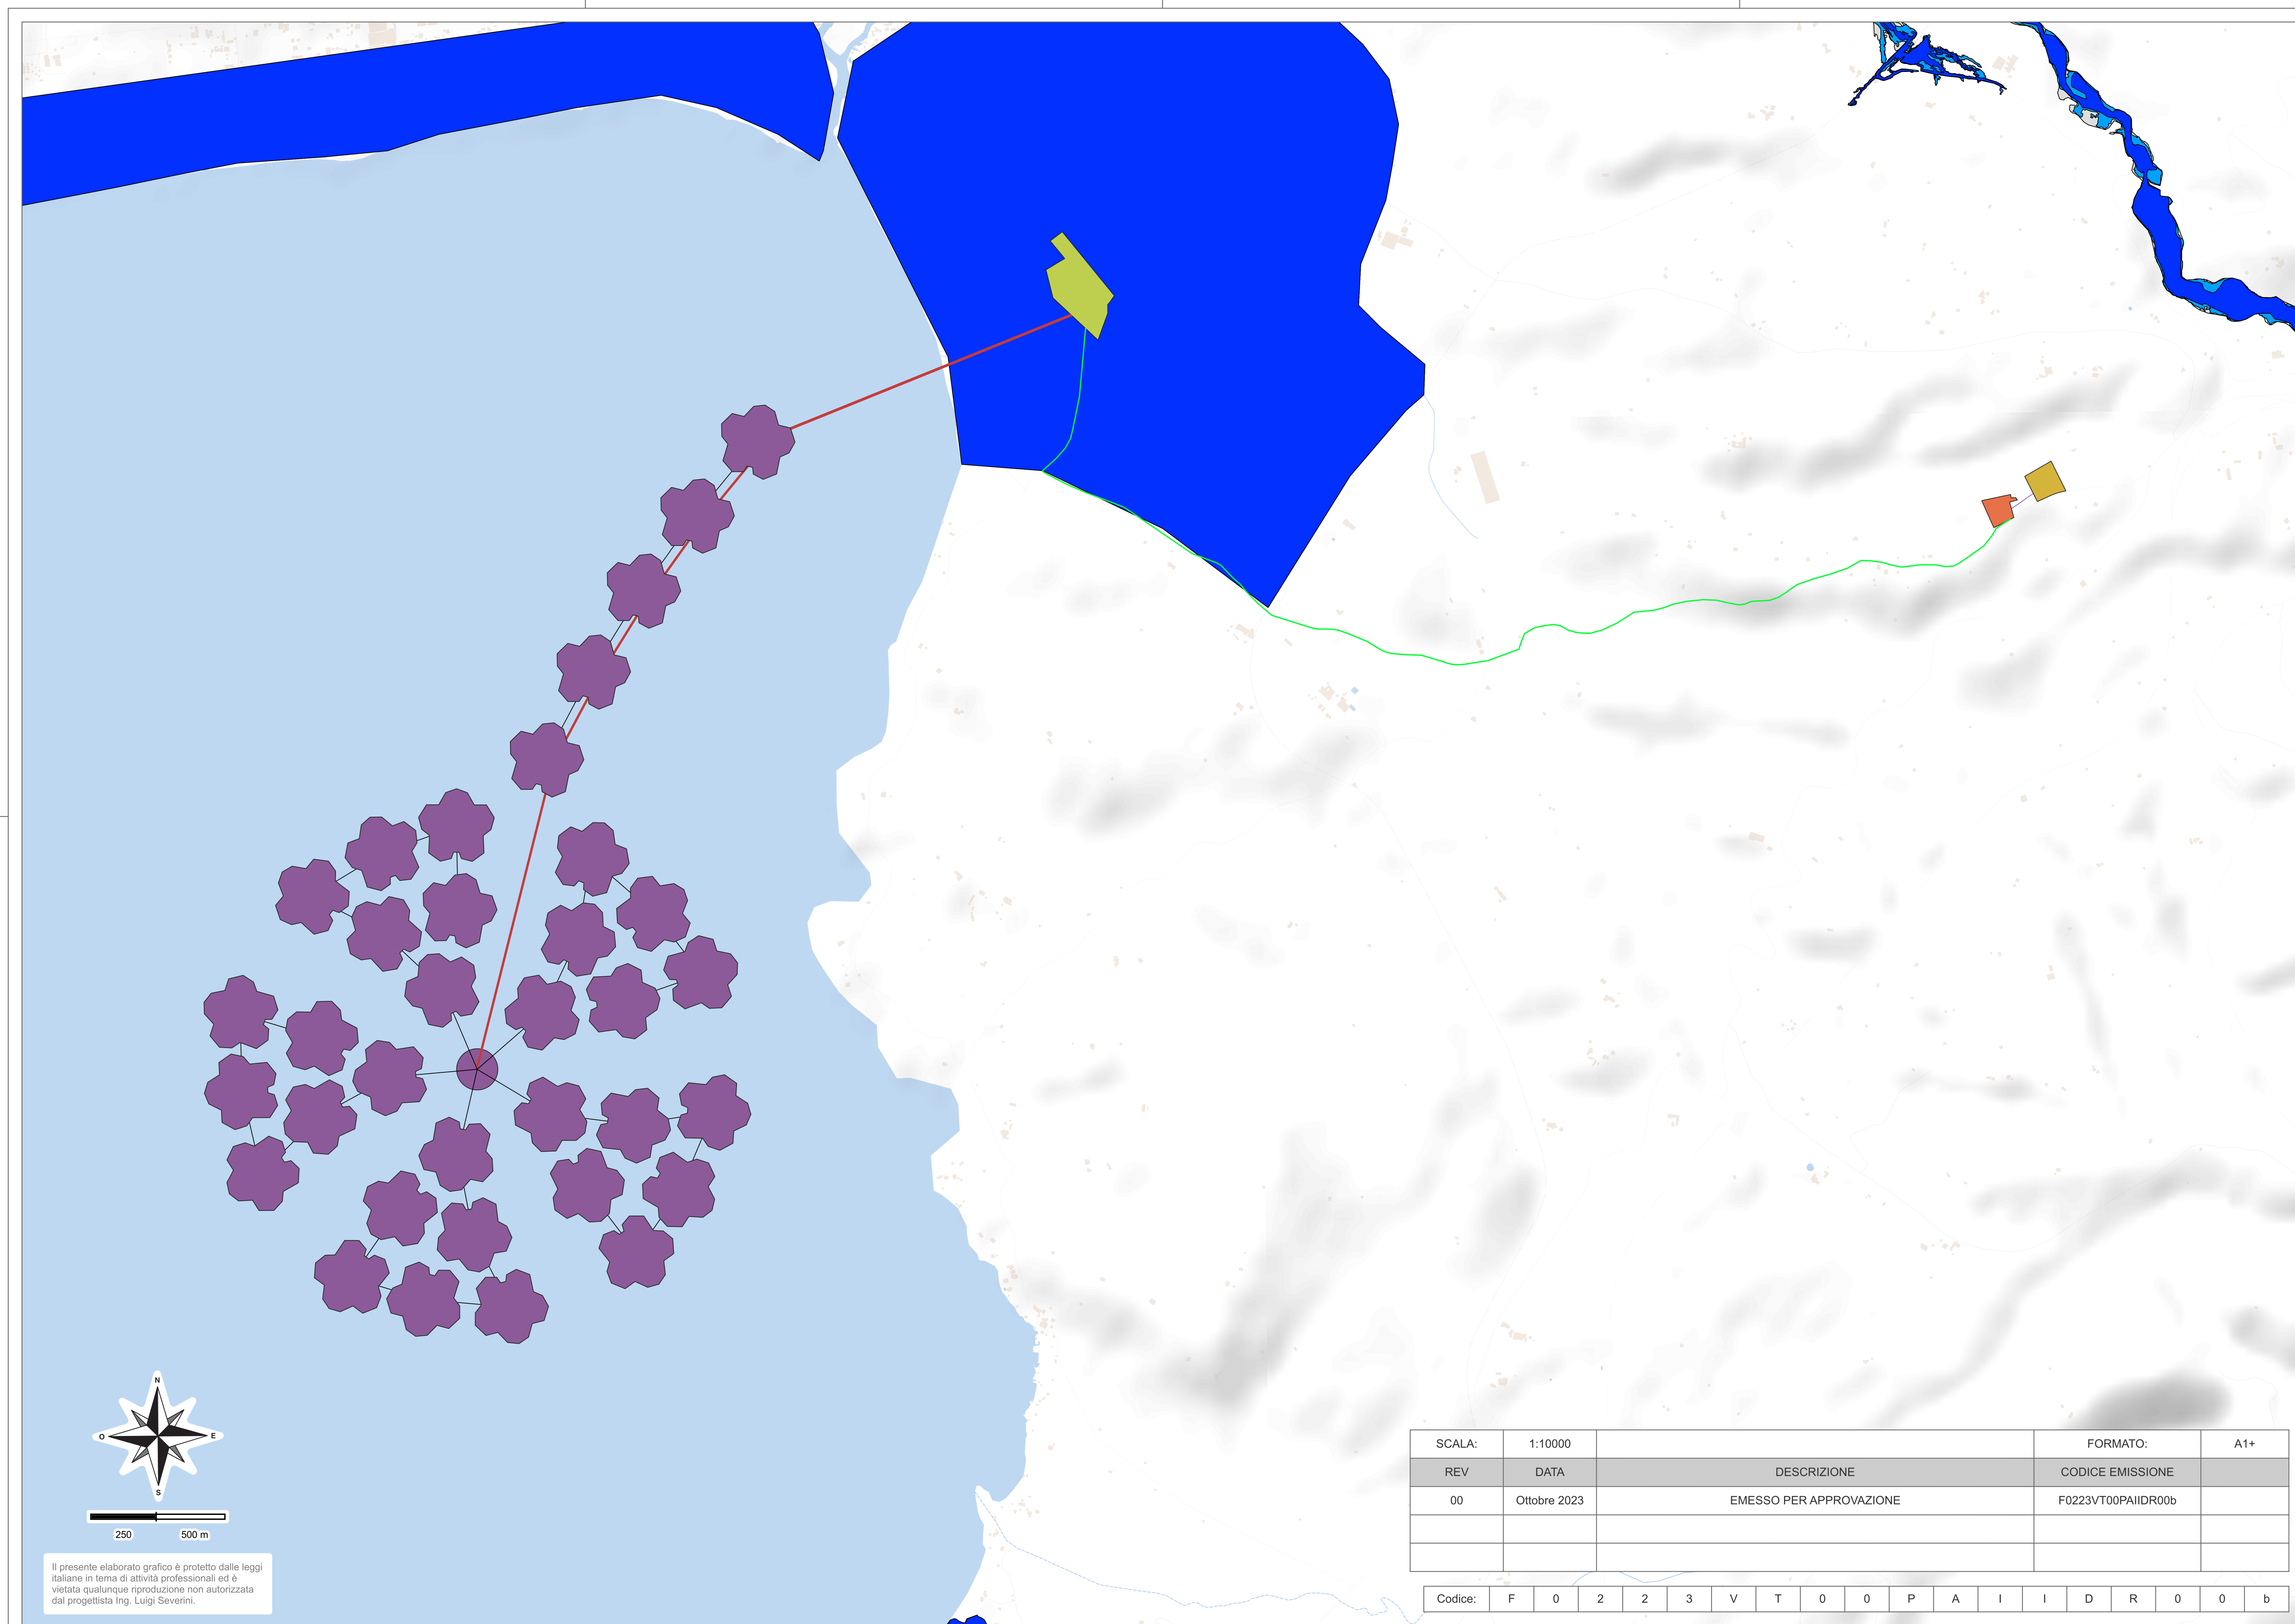 N
O
E
S
250 500 m
Il presente elaborato grafico è protetto dalle leggi
italiane in tema di attività professionali ed è
vietata qualunque riproduzione non autorizzata
dal progettista Ing. Luigi Severini.
SCALA: 1:10000 FORMATO: A1+
REV DATA DESCRIZIONE CODICE EMISSIONE
00 Ottobre 2023 EMESSO PER APPROVAZIONE F0223VT00PAIIDR00b
Codice: F 0 2 2 3 V T 0 0 P A I I D R 0 0 b